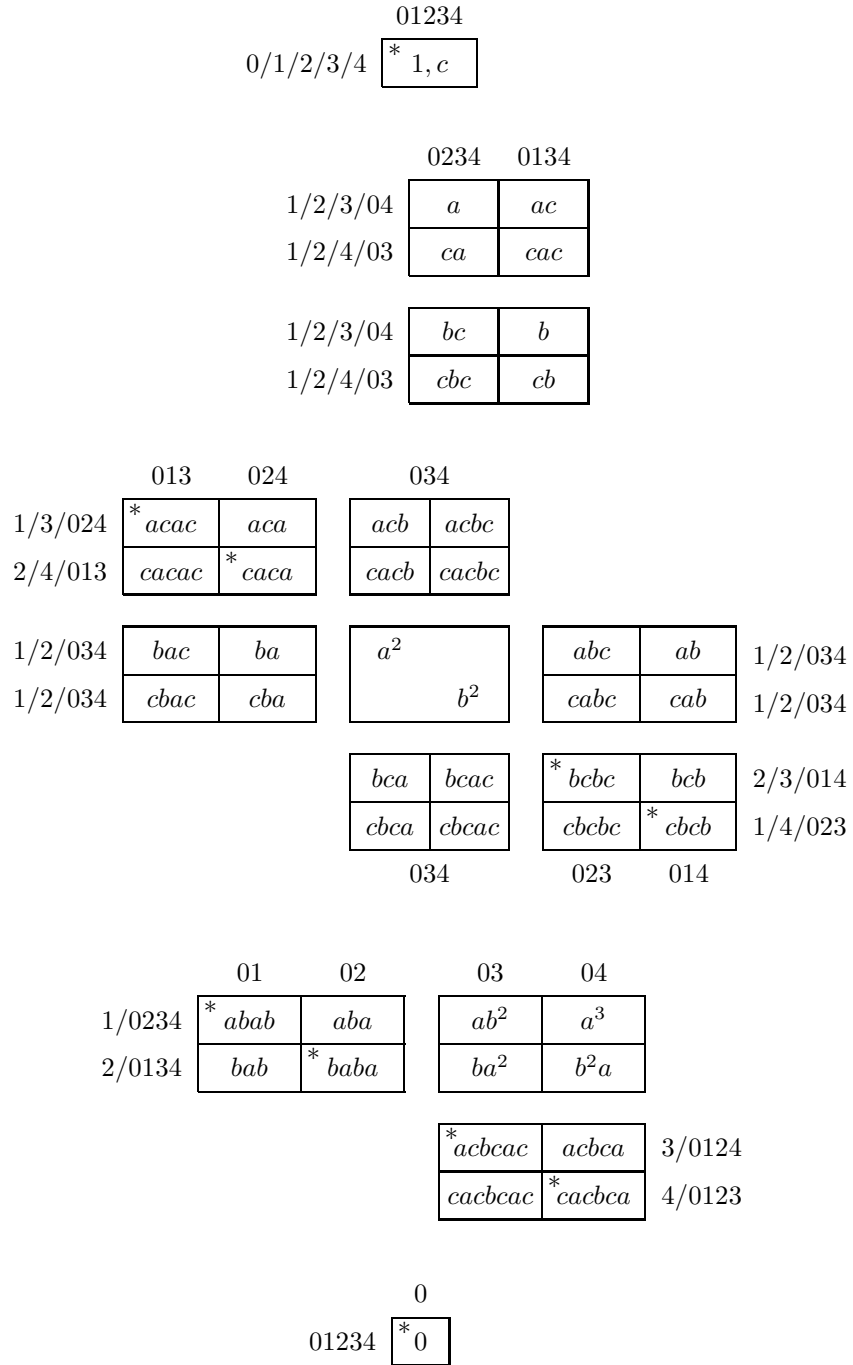 01234
0/1/2/3/4 * 1, c
0234 0134
1/2/3/04 a ac
1/2/4/03 ca cac
1/2/3/04 bc b
1/2/4/03 cbc cb
013 024 034
1/3/024 * acac aca acb acbc
2/4/013 cacac * caca cacb cacbc
1/2/034 bac ba a² abc ab 1/2/034
1/2/034 cbac cba b² cabc cab 1/2/034
bca bcac * bcbc bcb 2/3/014
cbca cbcac cbcbc * cbcb 1/4/023
034 023 014
01 02 03 04
1/0234 * abab aba ab² a³
2/0134 bab * baba ba² b²a
* acbcac acbca 3/0124
cacbcac * cacbca 4/0123
0
01234 * 0